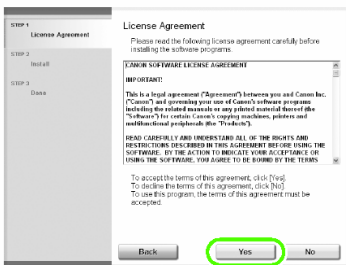 STEP 1
License Agreement
STEP 2
Install
STEP 3
Done
License Agreement
Please read the following license agreement carefully before
installing the software programs.
CANON SOFTWARE LICENSE AGREEMENT
IMPORTANT!
This is a legal agreement ("Agreement") between you and Canon Inc.
("Canon") and governing your use of Canon's software programs
including the related manuals or any printed material thereof (the
"Software") for certain Canon's copying machines, printers and
multifunctional peripherals (the "Products").
READ CAREFULLY AND UNDERSTAND ALL OF THE RIGHTS AND
RESTRICTIONS DESCRIBED IN THIS AGREEMENT BEFORE USING THE
SOFTWARE. BY THE ACTION TO INDICATE YOUR ACCEPTANCE OR
USING THE SOFTWARE, YOU AGREE TO BE BOUND BY THE TERMS
To accept the terms of this agreement, click [Yes].
To decline the terms of this agreement, click [No].
To use this program, the terms of this agreement must be
accepted.
Back
Yes
No